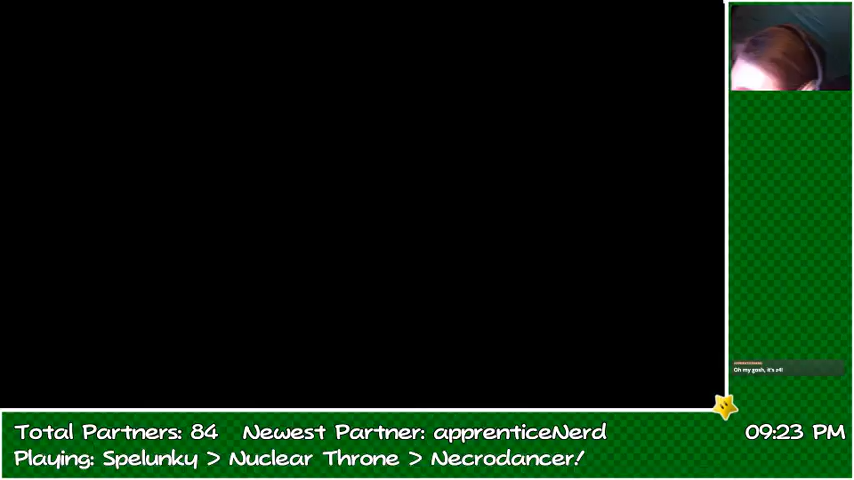 Oh my gosh, it's z4!
Total Partners: 84 Newest Partner: apprenticeNerd
09:23 PM
Playing: Spelunky > Nuclear Throne > Necrodancer!